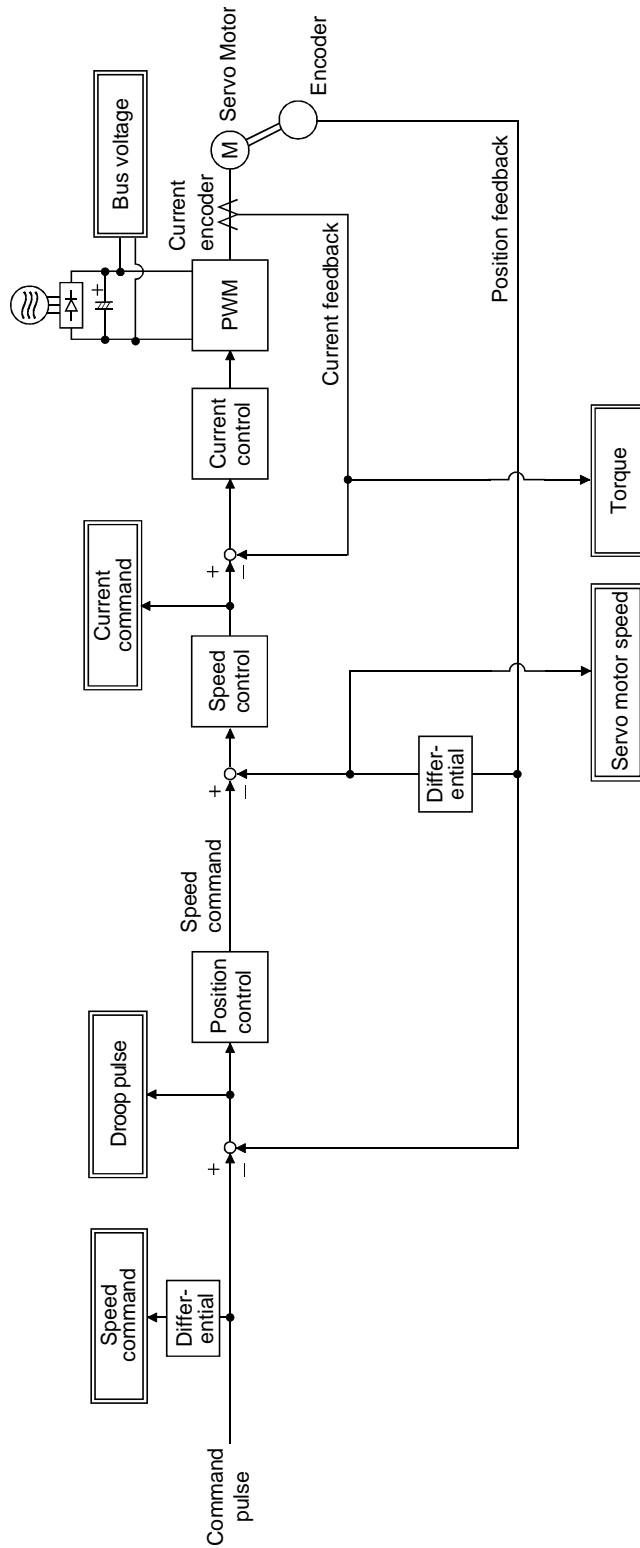 Speed
command
Differ-
ential
Command
pulse
Droop pulse
+
−
Position
control
Speed
command
+
−
Speed
control
Current
command
+
−
Current
control
PWM
Bus voltage
+
Current
encoder
M
Servo Motor
Encoder
Current feedback
Position feedback
Differ-
ential
Servo motor speed
Torque